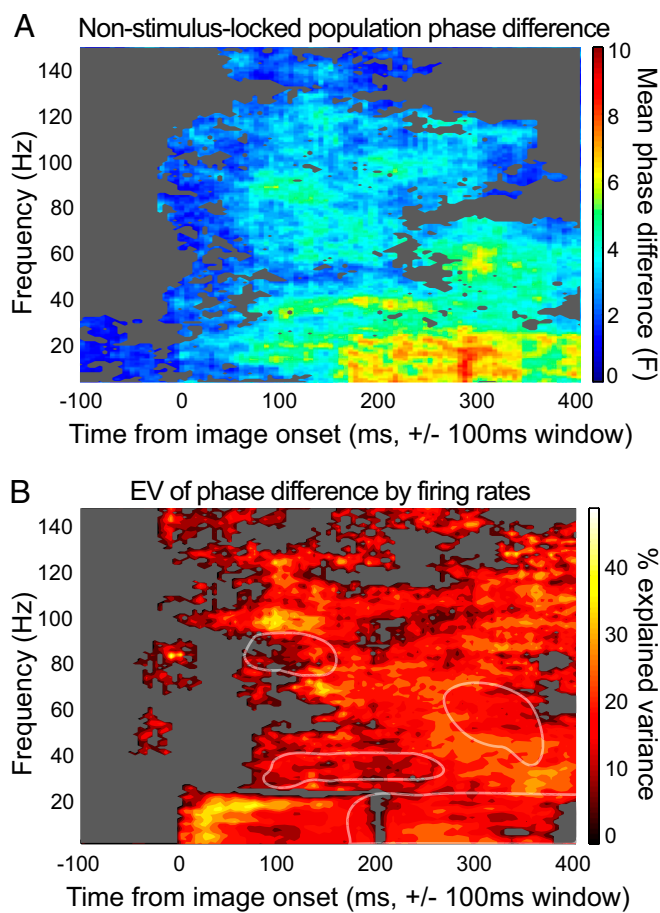 A
Non-stimulus-locked population phase difference
140
120
100
80
60
40
20
Frequency (Hz)
-100 0 100 200 300 400
Time from image onset (ms, +/- 100ms window)
10
8
6
4
2
0
Mean phase difference (F)
B
EV of phase difference by firing rates
140
120
100
80
60
40
20
Frequency (Hz)
-100 0 100 200 300 400
Time from image onset (ms, +/- 100ms window)
40
30
20
10
0
% explained variance